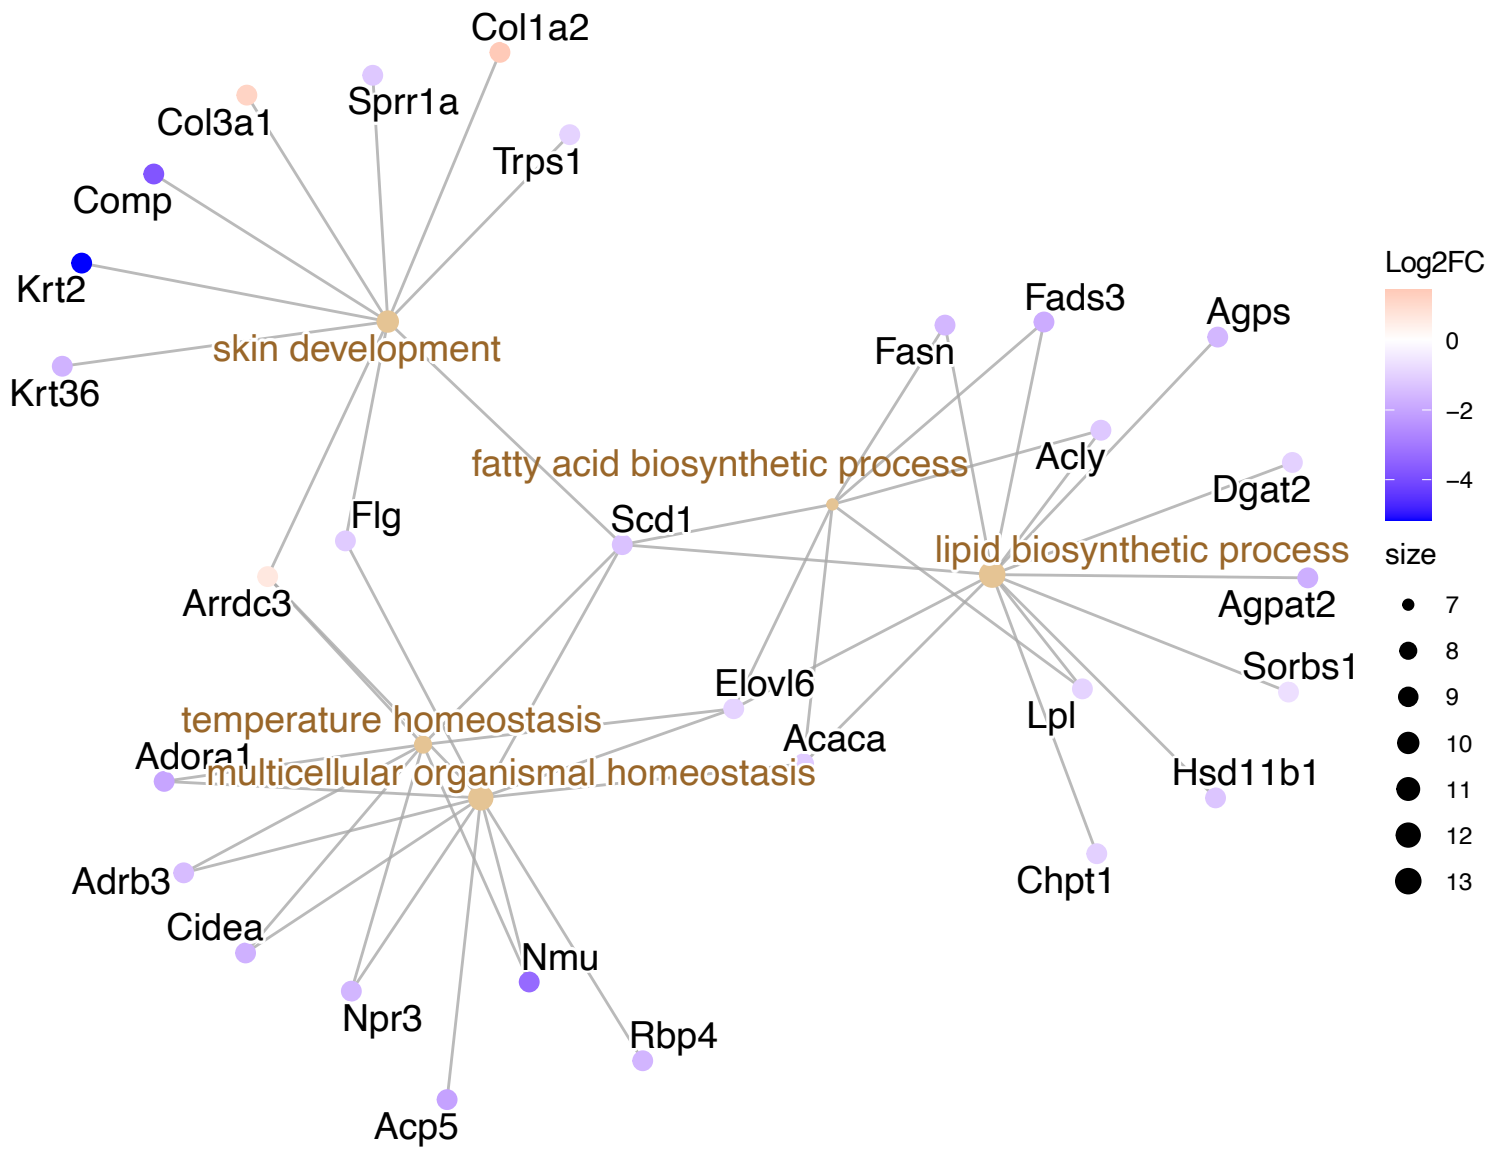 Col1a2
Sprr1a
Col3a1
Trps1
Comp
Krt2
skin development
Krt36
Fads3
Agps
Fasn
Acly
fatty acid biosynthetic process
Dgat2
Flg
Scd1
lipid biosynthetic process
Arrdc3
Agpat2
Sorbs1
Elovl6
Lpl
temperature homeostasis
Acaca
Adora1
multicellular organismal homeostasis
Hsd11b1
Adrb3
Chpt1
Cidea
Nmu
Npr3
Rbp4
Acp5
Log2FC
0
−2
−4
size
7
8
9
10
11
12
13